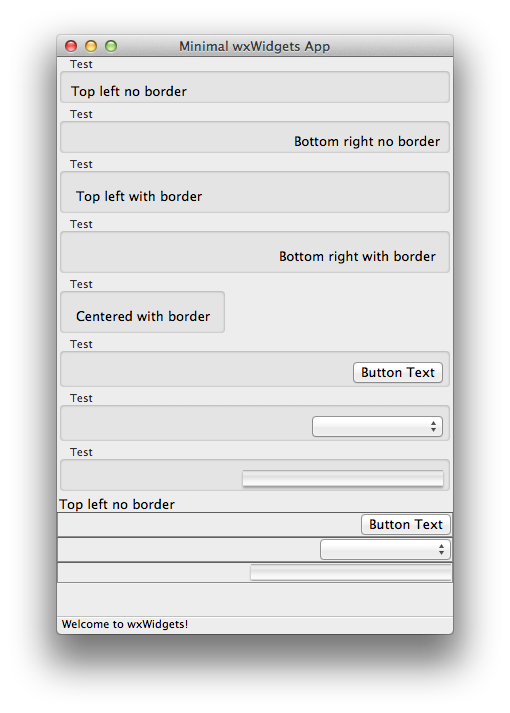 Minimal wxWidgets App
Test
Top left no border
Test
Bottom right no border
Test
Top left with border
Test
Bottom right with border
Test
Centered with border
Test
Button Text
Test
Test
Top left no border
Button Text
Welcome to wxWidgets!